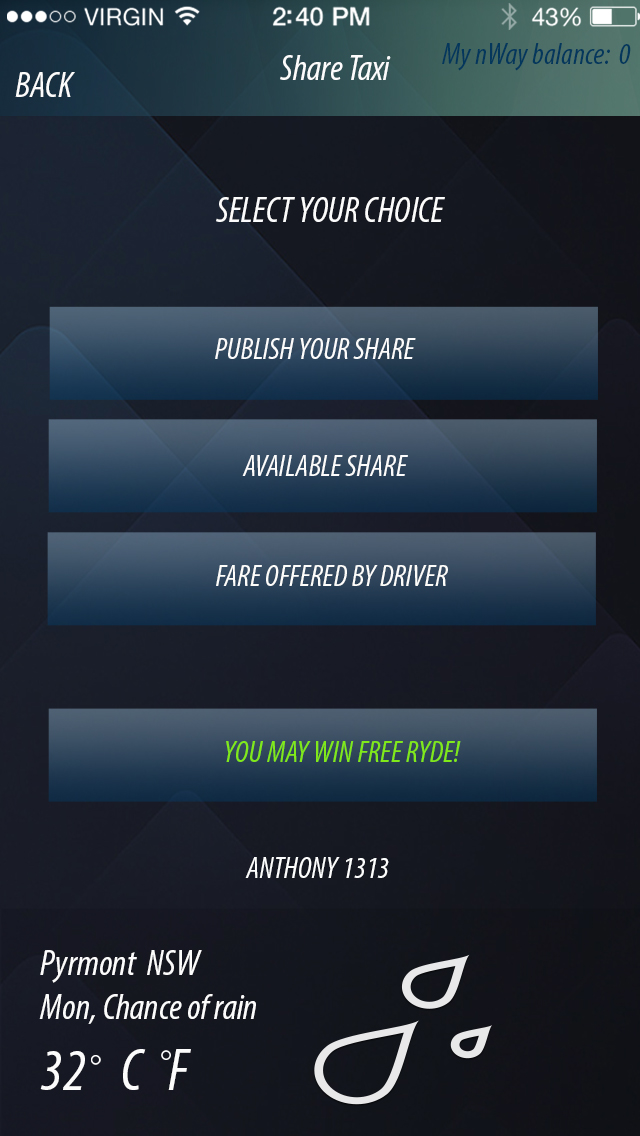 VIRGIN 2:40 PM 43%
My nWay balance: 0
Share Taxi
BACK
SELECT YOUR CHOICE
PUBLISH YOUR SHARE
AVAILABLE SHARE
FARE OFFERED BY DRIVER
YOU MAY WIN FREE RYDE!
ANTHONY 1313
Pyrmont NSW
Mon, Chance of rain
32° C °F